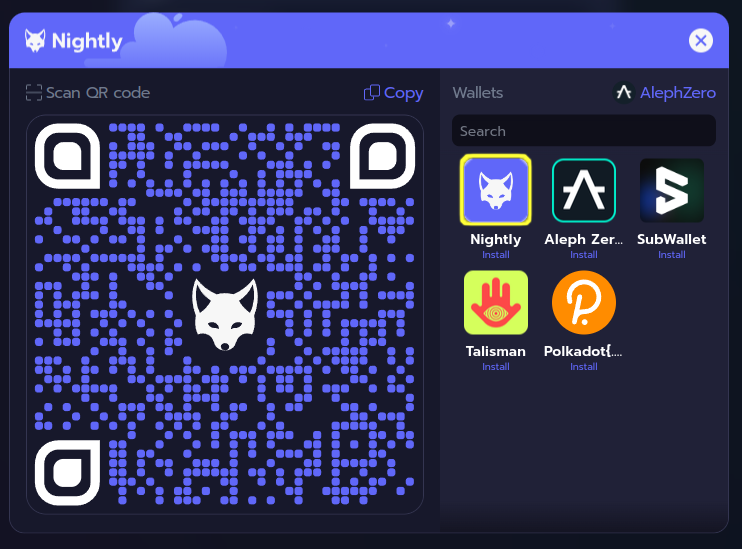 Nightly
Scan QR code
Copy
Wallets
AlephZero
Search
Nightly
Install
Aleph Zer...
Install
SubWallet
Install
Talisman
Install
Polkadot{....
Install